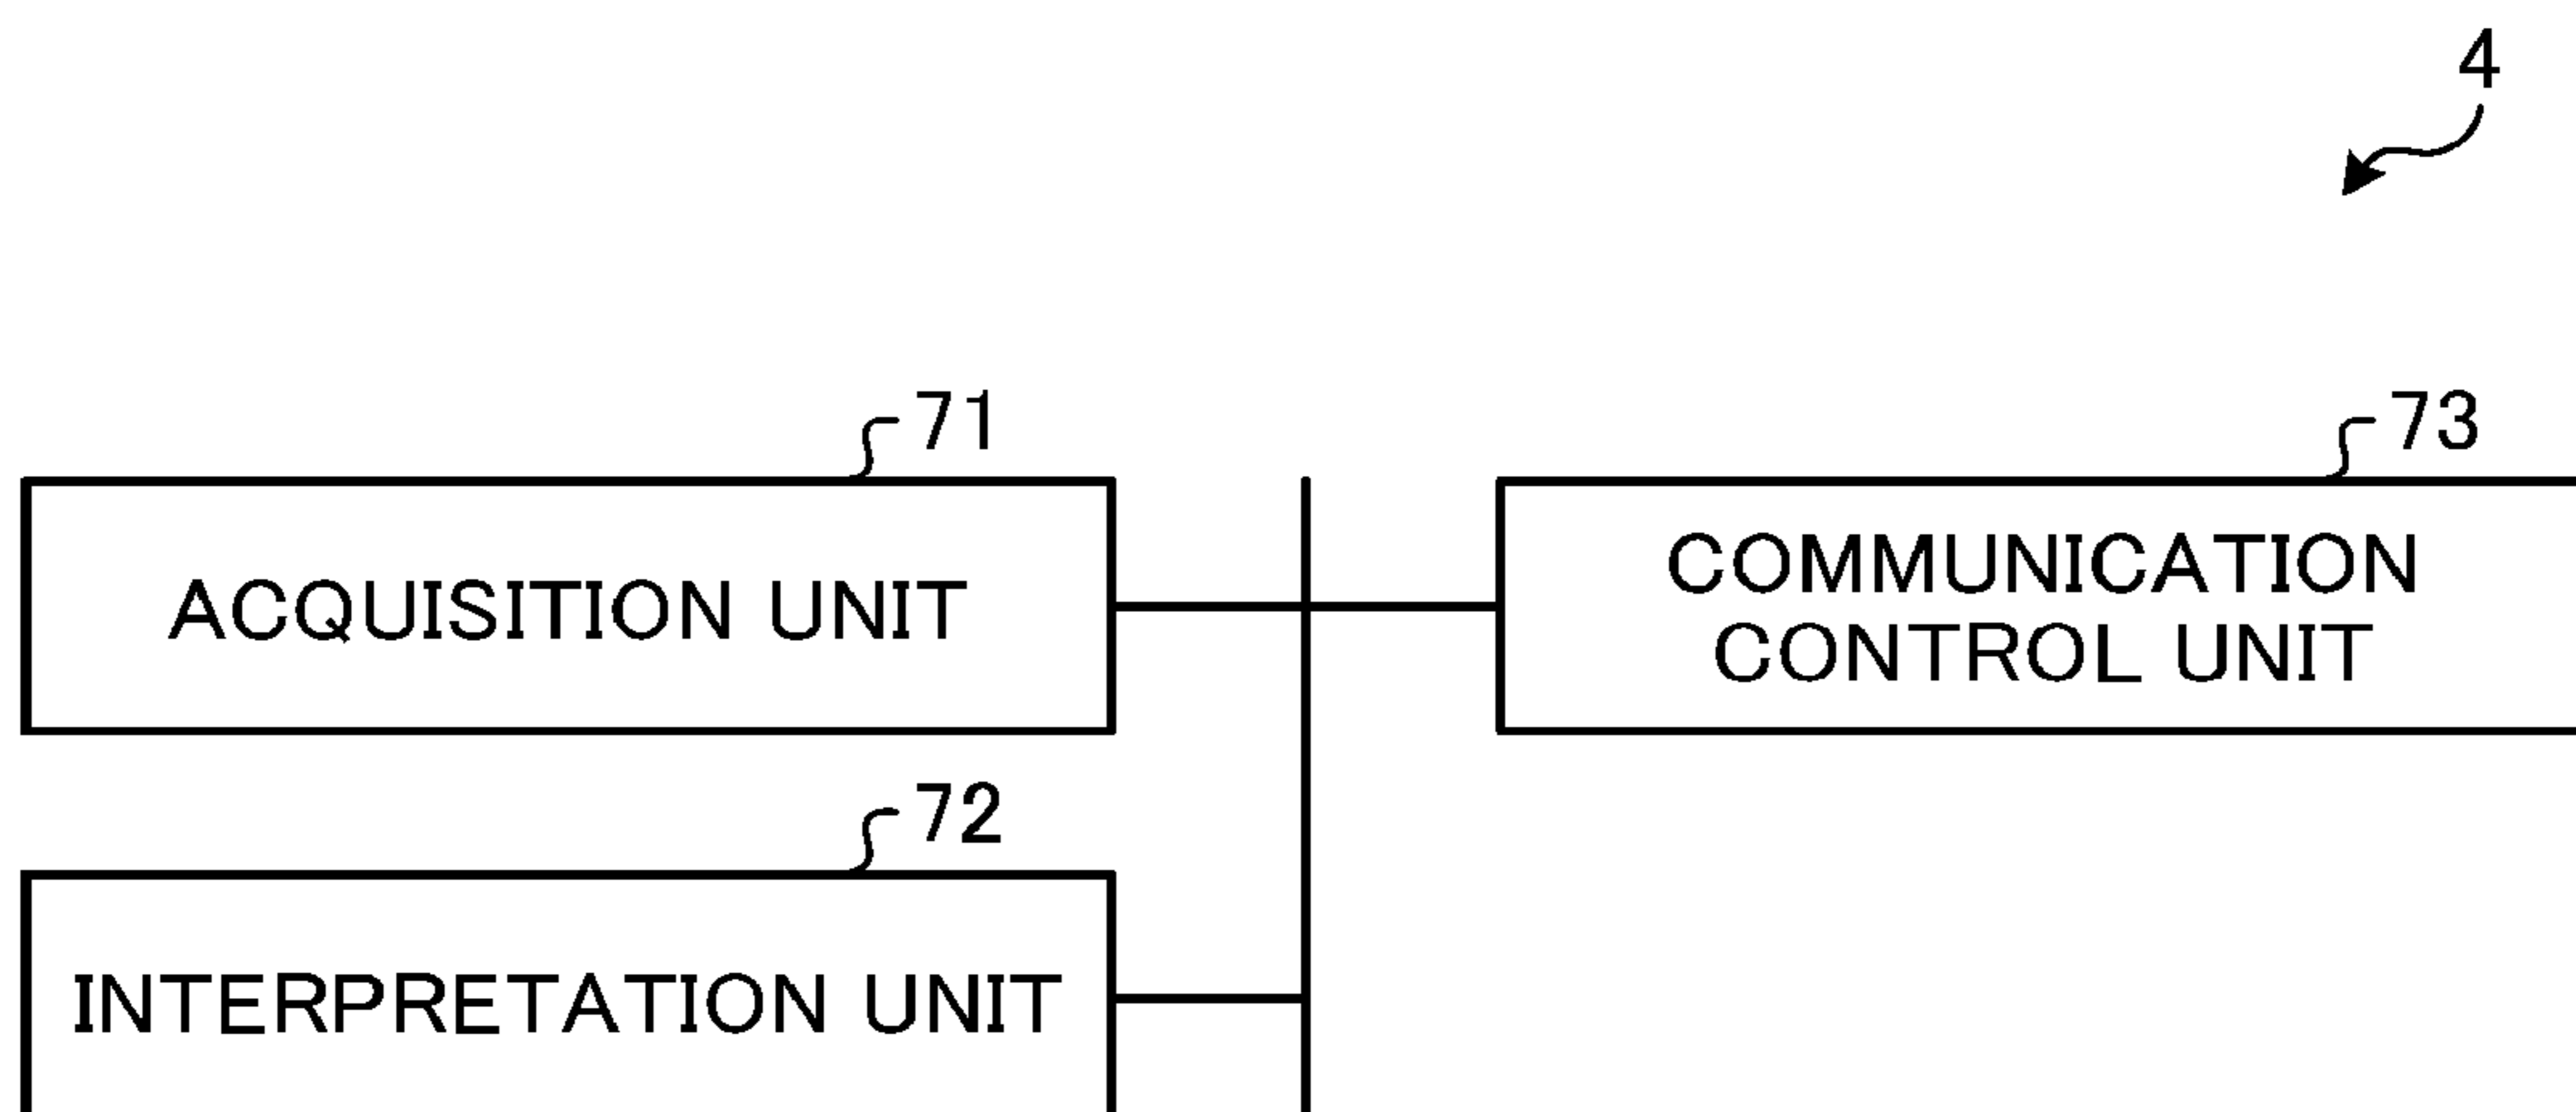 4
71
73
ACQUISITION UNIT
COMMUNICATION
CONTROL UNIT
72
INTERPRETATION UNIT